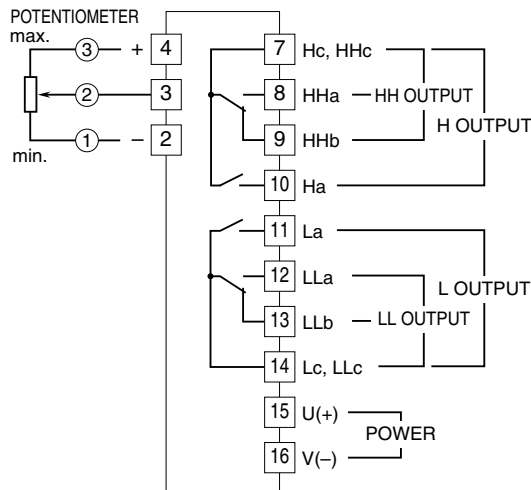 POTENTIOMETER
max.
3 + 4
2 3
1 − 2
min.
7 Hc, HHc
8 HHa HH OUTPUT
9 HHb
H OUTPUT
10 Ha
11 La
12 LLa
L OUTPUT
13 LLb LL OUTPUT
14 Lc, LLc
15 U(+)
POWER
16 V(−)